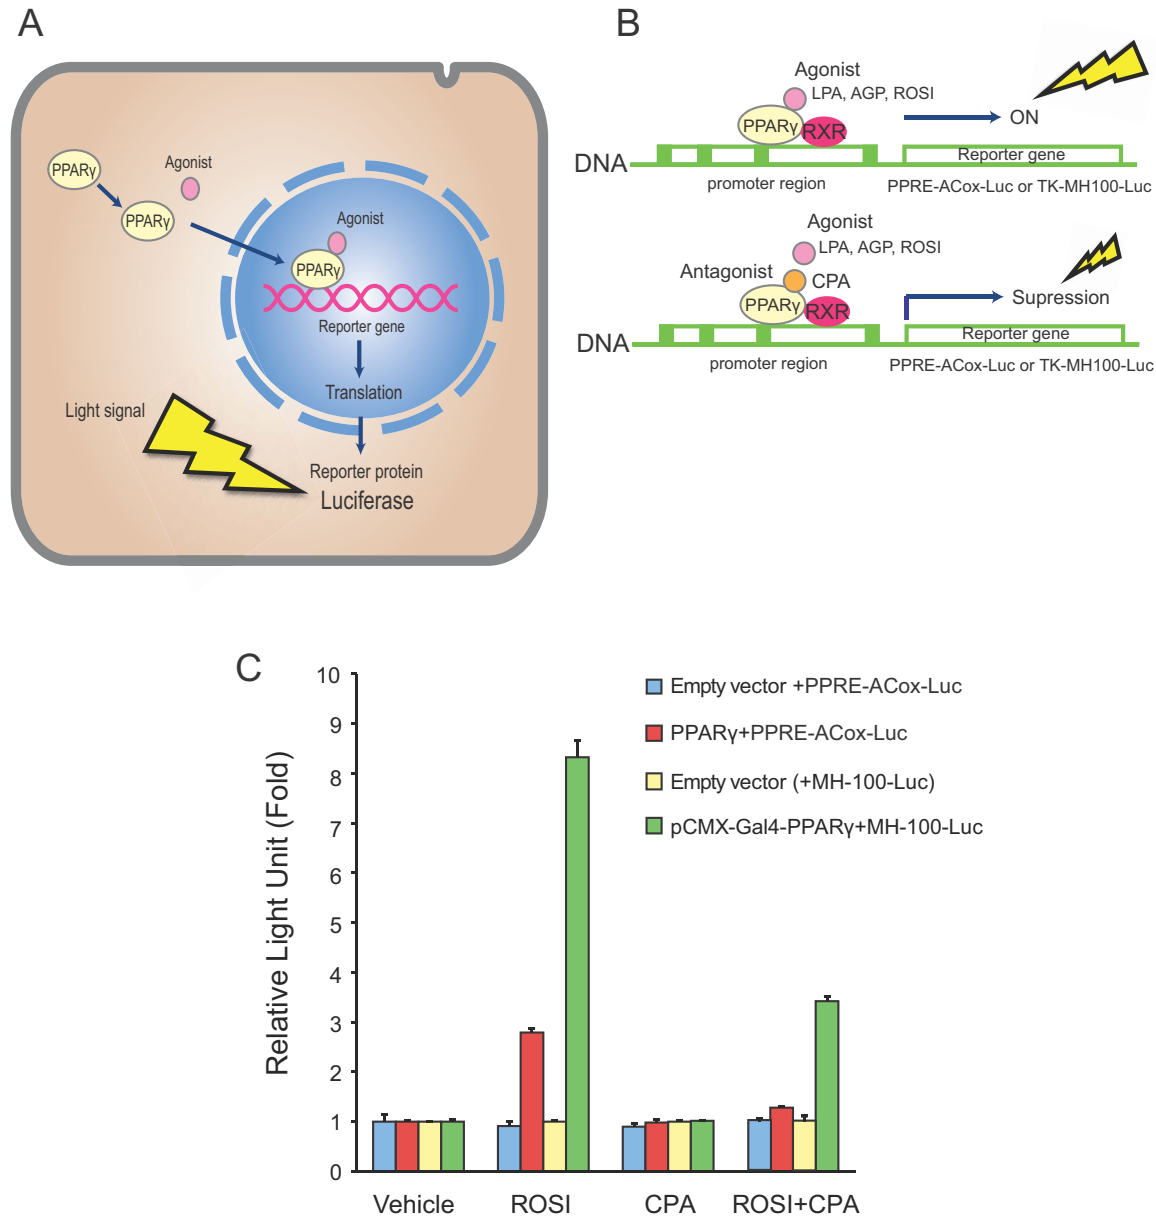 A
PPARγ
Agonist
PPARγ
Agonist
PPARγ
Reporter gene
Translation
Light signal
Reporter protein
Luciferase
B
Agonist
LPA, AGP, ROSI
PPARγ
RXR
ON
DNA
Reporter gene
promoter region
PPRE-ACox-Luc or TK-MH100-Luc
Agonist
LPA, AGP, ROSI
Antagonist
CPA
PPARγ
RXR
Supression
DNA
Reporter gene
promoter region
PPRE-ACox-Luc or TK-MH100-Luc
C
Relative Light Unit (Fold)
10
9
8
7
6
5
4
3
2
1
0
Empty vector +PPRE-ACox-Luc
PPARγ+PPRE-ACox-Luc
Empty vector (+MH-100-Luc)
pCMX-Gal4-PPARγ+MH-100-Luc
Vehicle
ROSI
CPA
ROSI+CPA